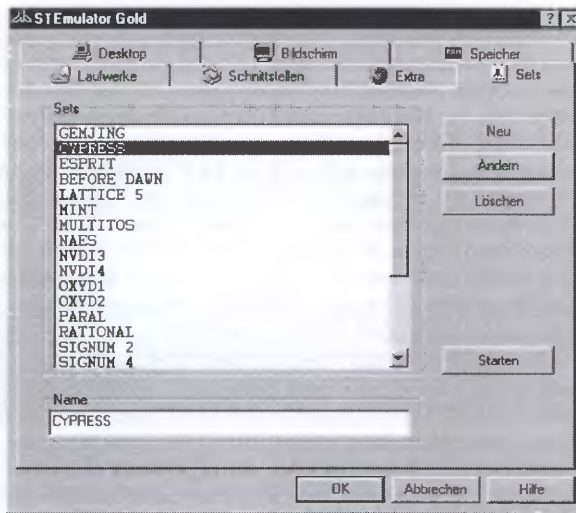 STEmulator Gold
Desktop
Bildschirm
Speicher
Laufwerke
Schnittstellen
Extra
Sets
Sets
GEMJING
CYPRESS
ESPRIT
BEFORE DAWN
LATTICE 5
MINT
MULTITOS
NAES
NVDI3
NVDI4
OXYD1
OXYD2
PARAL
RATIONAL
SIGNUM 2
SIGNUM 4
Neu
Ändern
Löschen
Starten
Name
CYPRESS
OK
Abbrechen
Hilfe